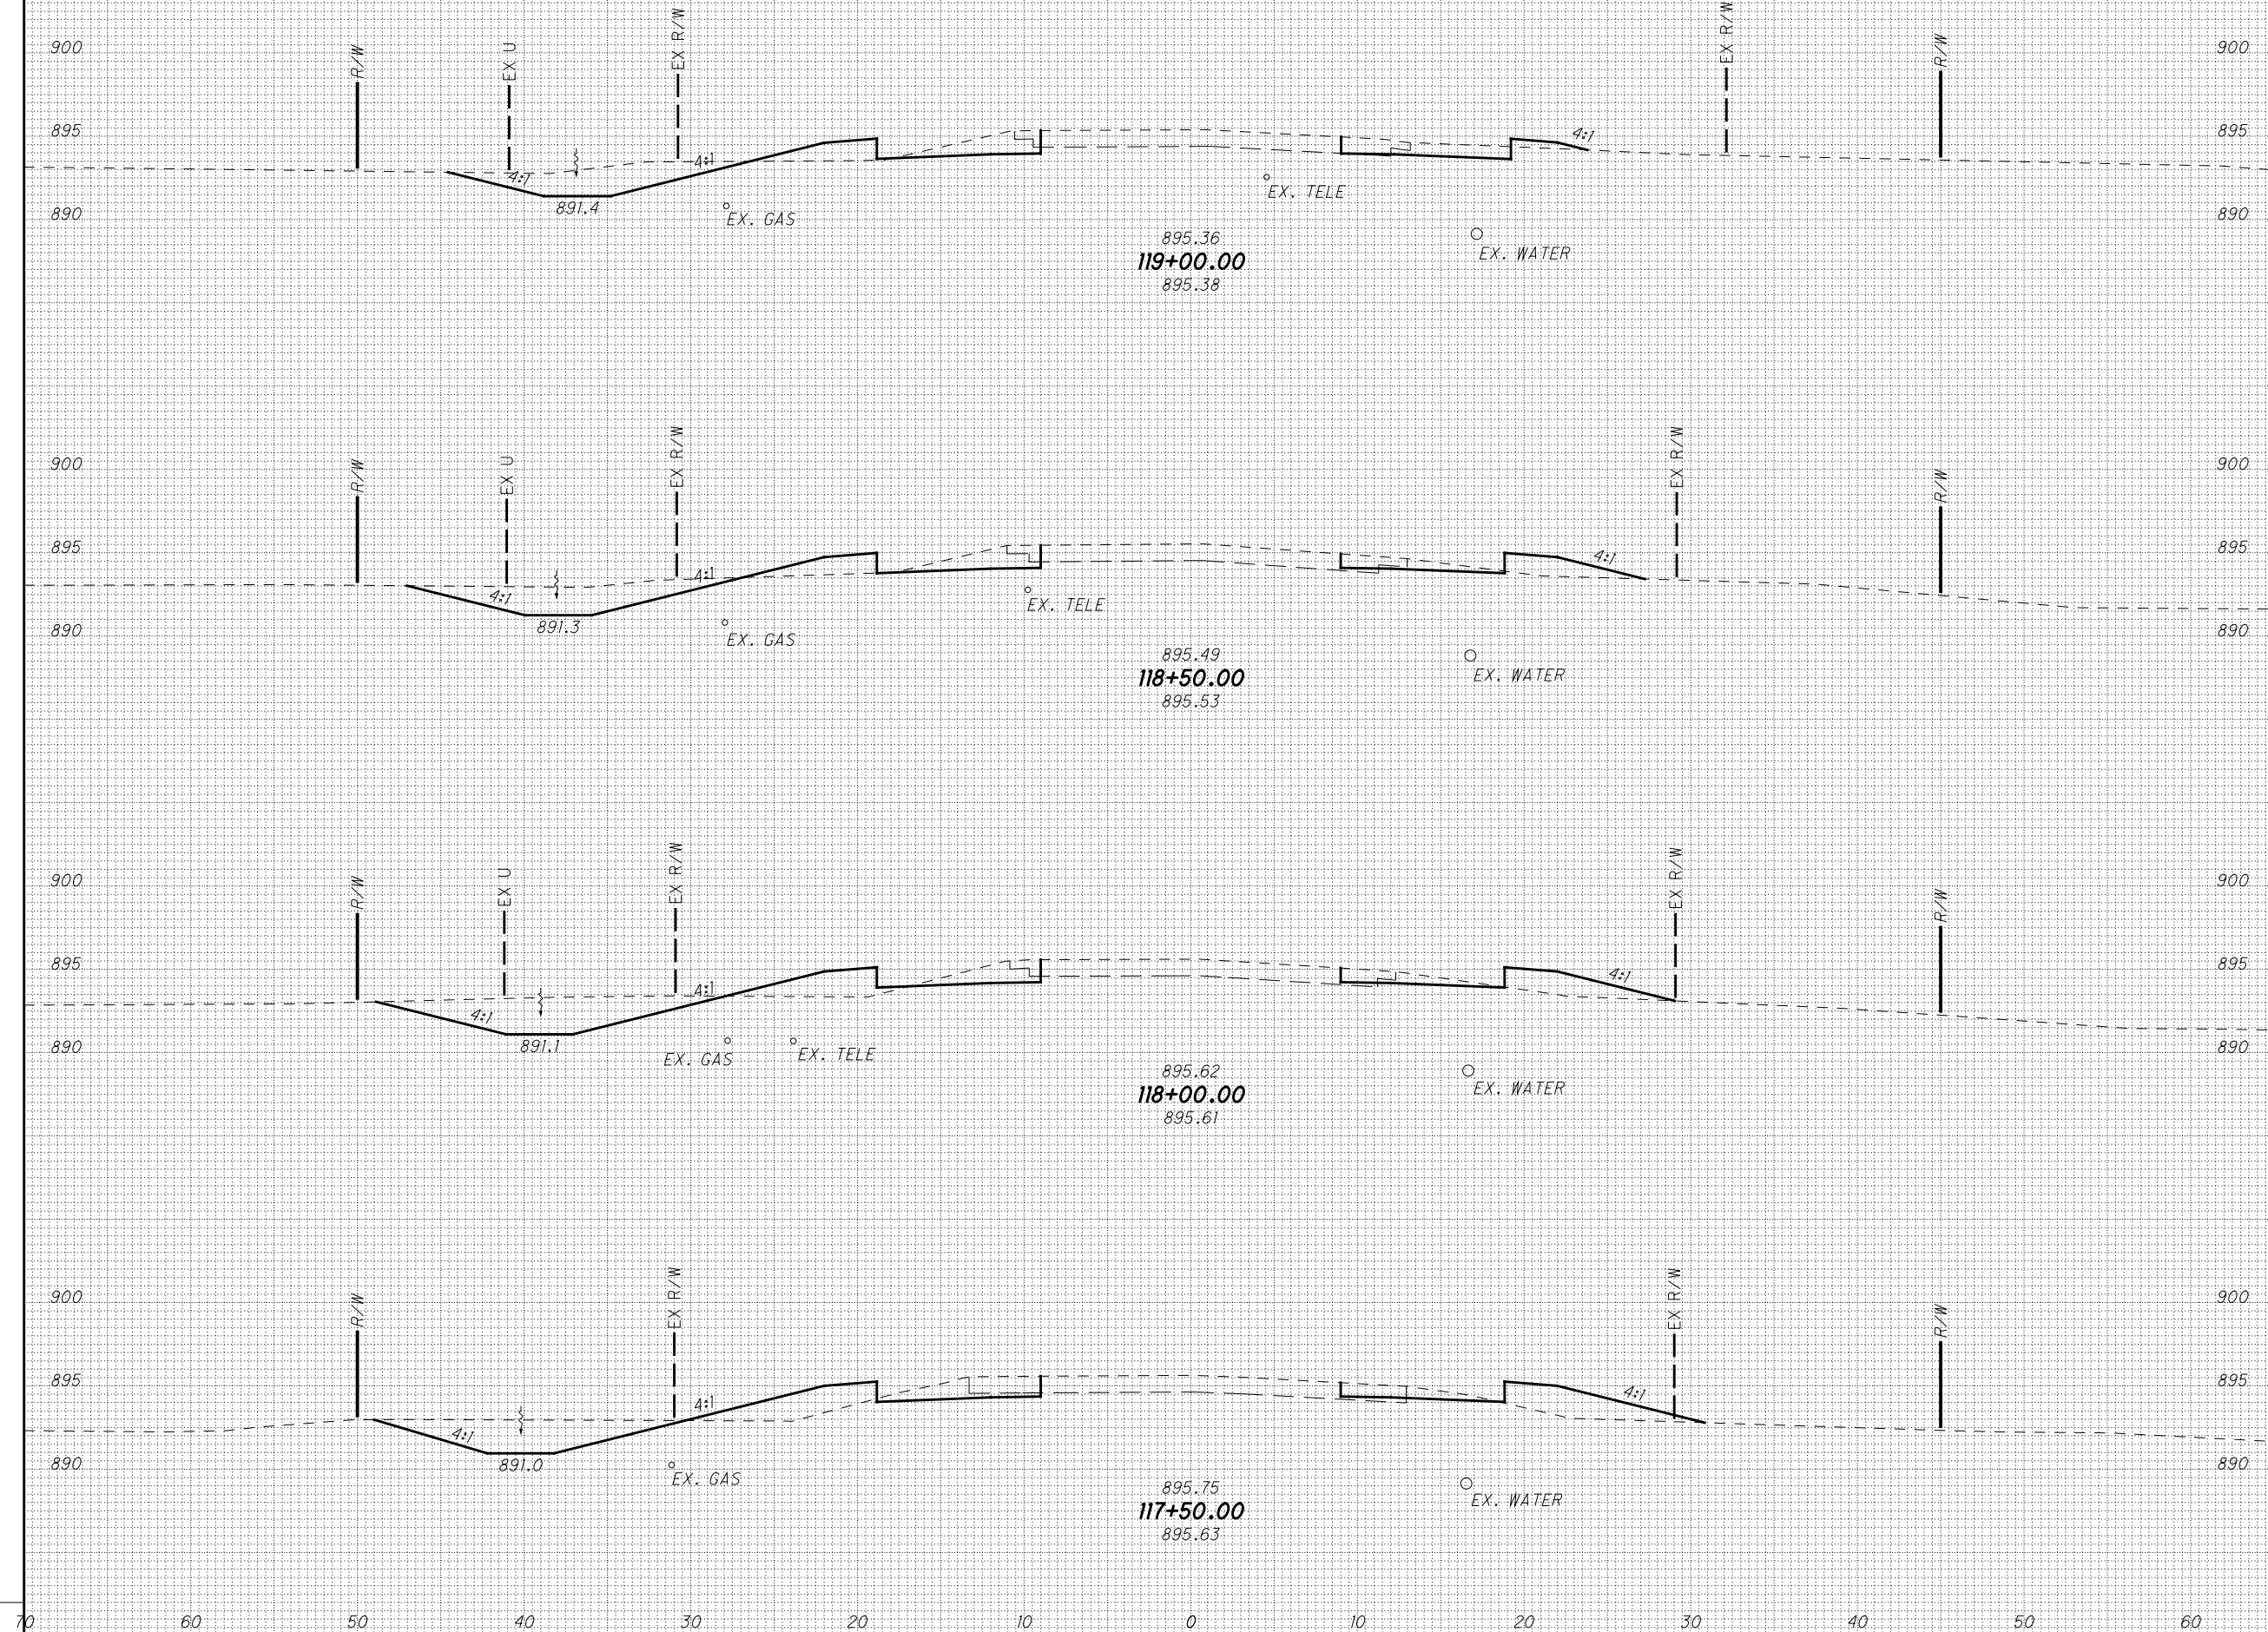 EX R/W
EX R/W
R/W
EX U
R/W
900
900
895
4:1
895
4:1
4:1
891.4
EX. TELE
890
EX. GAS
890
895.36
EX. WATER
119+00.00
895.38
EX R/W
EX R/W
R/W
EX U
R/W
900
900
895
4:1
895
4:1
4:1
EX. TELE
891.3
890
EX. GAS
890
895.49
EX. WATER
118+50.00
895.53
EX R/W
EX R/W
R/W
EX U
R/W
900
900
895
4:1
895
4:1
4:1
891.1
890
EX. GAS
EX. TELE
890
895.62
EX. WATER
118+00.00
895.61
EX R/W
EX R/W
R/W
R/W
900
900
895
4:1
895
4:1
4:1
891.0
890
EX. GAS
890
895.75
EX. WATER
117+50.00
895.63
70 60 50 40 30 20 10 0 10 20 30 40 50 60